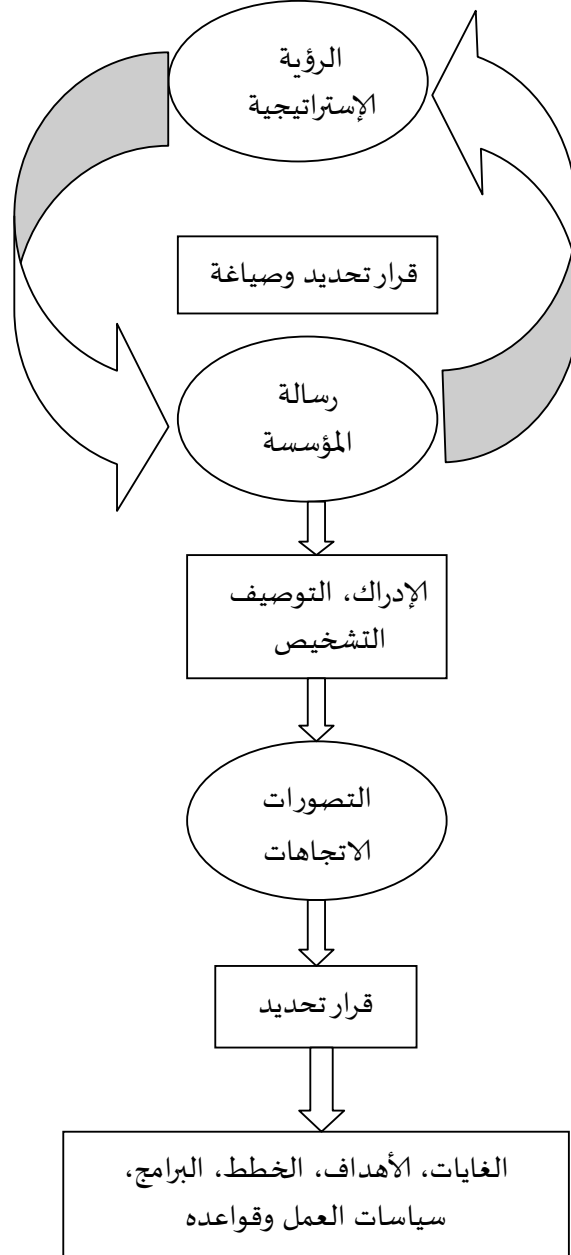 الرؤية
الإستراتيجية
قرار تحديد وصياغة
رسالة
المؤسسة
الإدراك، التوصيف
التشخيص
التصورات
الاتجاهات
قرار تحديد
الغايات، الأهداف، الخطط، البرامج،
سياسات العمل وقواعده